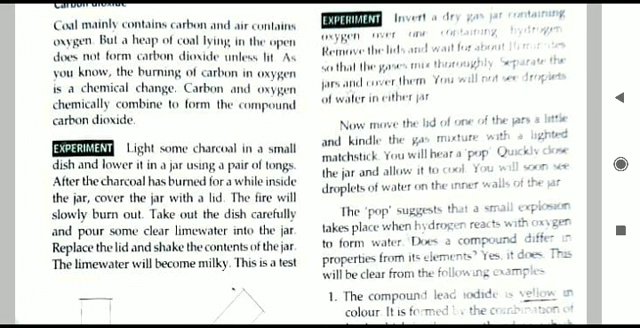 Carbon dioxide
Coal mainly contains carbon and air contains
oxygen. But a heap of coal lying in the open
does not form carbon dioxide unless lit. As
you know, the burning of carbon in oxygen
is a chemical change. Carbon and oxygen
chemically combine to form the compound
carbon dioxide.
EXPERIMENT Light some charcoal in a small
dish and lower it in a jar using a pair of tongs.
After the charcoal has burned for a while inside
the jar, cover the jar with a lid. The fire will
slowly burn out. Take out the dish carefully
and pour some clear limewater into the jar.
Replace the lid and shake the contents of the jar.
The limewater will become milky. This is a test
EXPERIMENT Invert a dry gas jar containing
oxygen over one containing hydrogen
Remove the lids and wait for about minutes
so that the gases mix thoroughly. Separate the
jars and cover them. You will not see droplets
of water in either jar
Now move the lid of one of the jars a little
and kindle the gas mixture with a lighted
matchstick. You will hear a 'pop'. Quickly close
the jar and allow it to cool. You will soon see
droplets of water on the inner walls of the jar
The 'pop' suggests that a small explosion
takes place when hydrogen reacts with oxygen
to form water. Does a compound differ in
properties from its elements? Yes, it does. This
will be clear from the following examples.
1. The compound lead iodide is yellow in
colour. It is formed by the combination of